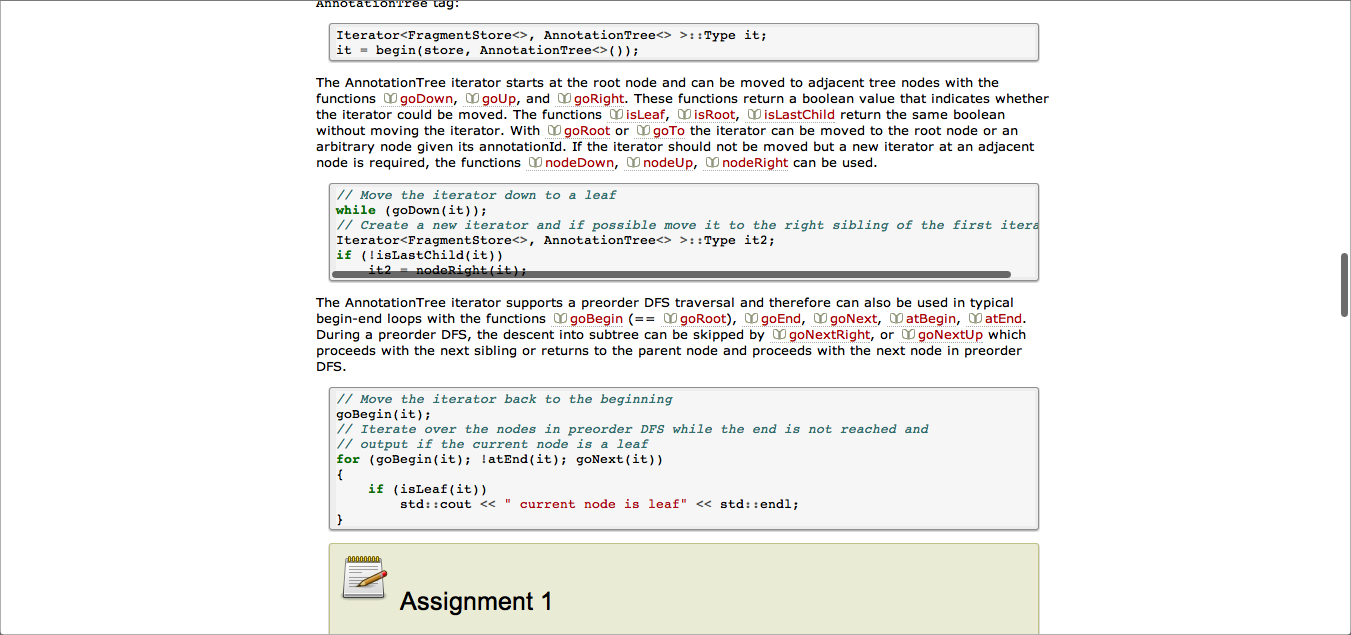 AnnotationTree tag:
Iterator<FragmentStore<>, AnnotationTree<> >::Type it;
it = begin(store, AnnotationTree<>());
The AnnotationTree iterator starts at the root node and can be moved to adjacent tree nodes with the
functions goDown, goUp, and goRight. These functions return a boolean value that indicates whether
the iterator could be moved. The functions isLeaf, isRoot, isLastChild return the same boolean
without moving the iterator. With goRoot or goTo the iterator can be moved to the root node or an
arbitrary node given its annotationId. If the iterator should not be moved but a new iterator at an adjacent
node is required, the functions nodeDown, nodeUp, nodeRight can be used.
// Move the iterator down to a leaf
while (goDown(it));
// Create a new iterator and if possible move it to the right sibling of the first itera
Iterator<FragmentStore<>, AnnotationTree<> >::Type it2;
if (!isLastChild(it))
    it2 = nodeRight(it);
The AnnotationTree iterator supports a preorder DFS traversal and therefore can also be used in typical
begin-end loops with the functions goBegin (== goRoot), goEnd, goNext, atBegin, atEnd.
During a preorder DFS, the descent into subtree can be skipped by goNextRight, or goNextUp which
proceeds with the next sibling or returns to the parent node and proceeds with the next node in preorder
DFS.
// Move the iterator back to the beginning
goBegin(it);
// Iterate over the nodes in preorder DFS while the end is not reached and
// output if the current node is a leaf
for (goBegin(it); !atEnd(it); goNext(it))
{
    if (isLeaf(it))
        std::cout << " current node is leaf" << std::endl;
}
Assignment 1